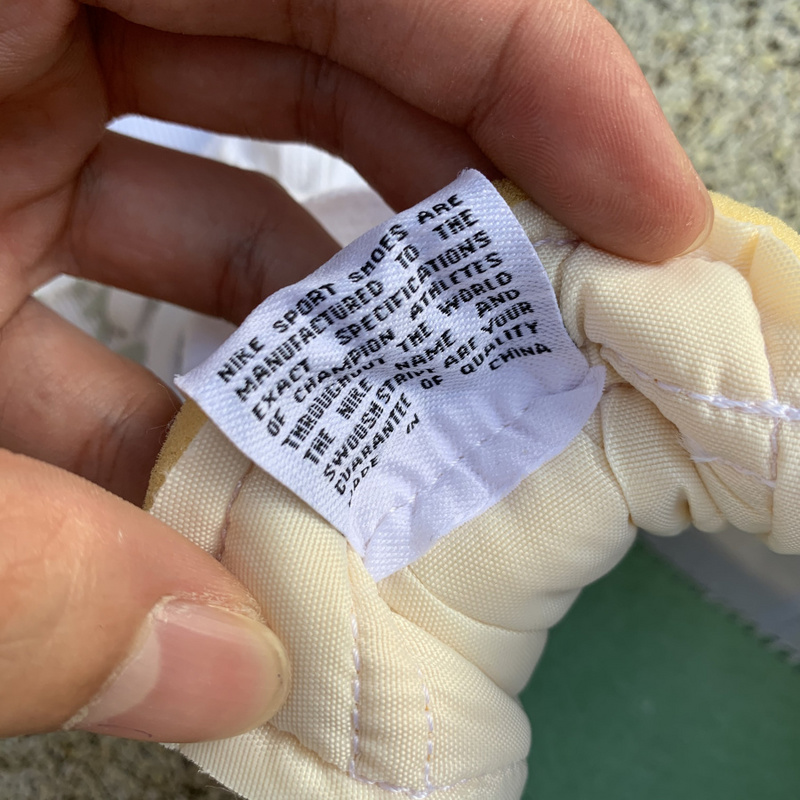 NIKE SPORT SHOES ARE
MANUFACTURED TO THE
EXACT SPECIFICATIONS
OF CHAMPION ATHLETES
THROUGHOUT THE WORLD
THE NIKE NAME AND
SWOOSH STRIPE ARE YOUR
GUARANTEE OF QUALITY
MADE IN CHINA